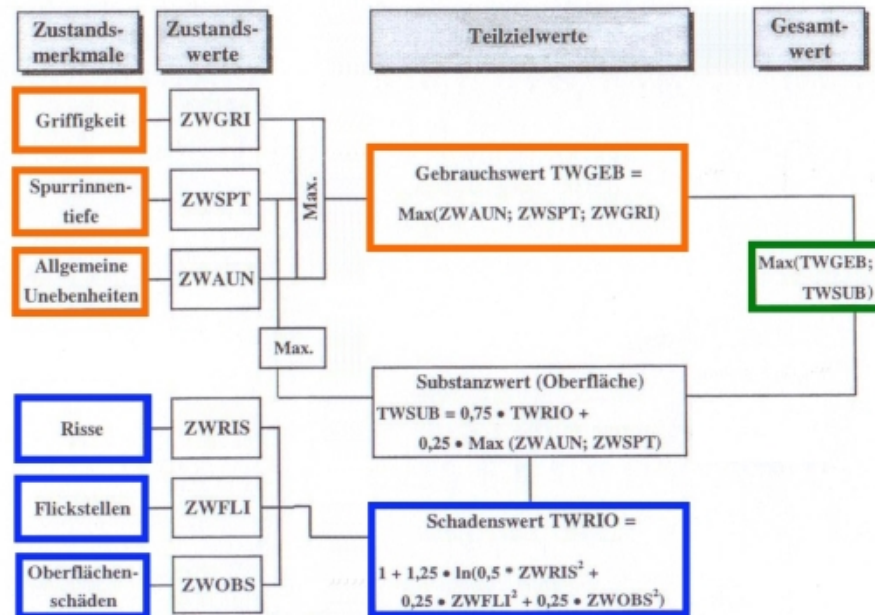 Zustands-
merkmale
Zustands-
werte
Teilzielwerte
Gesamt-
wert
Griffigkeit
ZWGRI
Spurrinnen-
tiefe
ZWSPT
Allgemeine
Unebenheiten
ZWAUN
Max.
Gebrauchswert TWGEB =
Max(ZWAUN; ZWSPT; ZWGRI)
Max(TWGEB;
TWSUB)
Max.
Substanzwert (Oberfläche)
TWSUB = 0,75 • TWRIO +
0,25 • Max (ZWAUN; ZWSPT)
Risse
ZWRIS
Flickstellen
ZWFLI
Oberflächen-
schäden
ZWOBS
Schadenswert TWRIO =
1 + 1,25 • ln(0,5 * ZWRIS² +
0,25 • ZWFLI² + 0,25 • ZWOBS²)